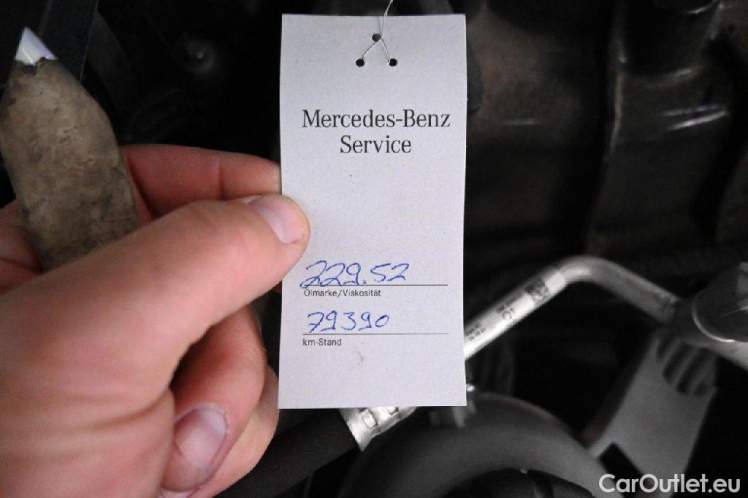 Mercedes-Benz
Service
229.52
Ölmarke/Viskosität
79390
km-Stand
CarOutlet.eu